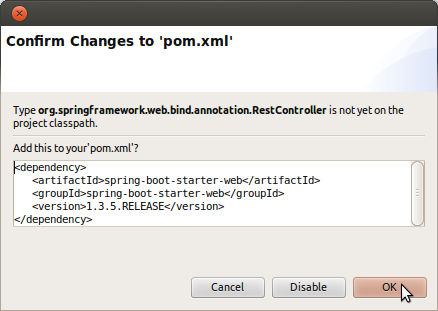 Confirm Changes to 'pom.xml'
Type org.springframework.web.bind.annotation.RestController is not yet on the
project classpath.
Add this to your'pom.xml'?
<dependency>
   <artifactId>spring-boot-starter-web</artifactId>
   <groupId>spring-boot-starter-web</groupId>
   <version>1.3.5.RELEASE</version>
</dependency>
Cancel
Disable
OK